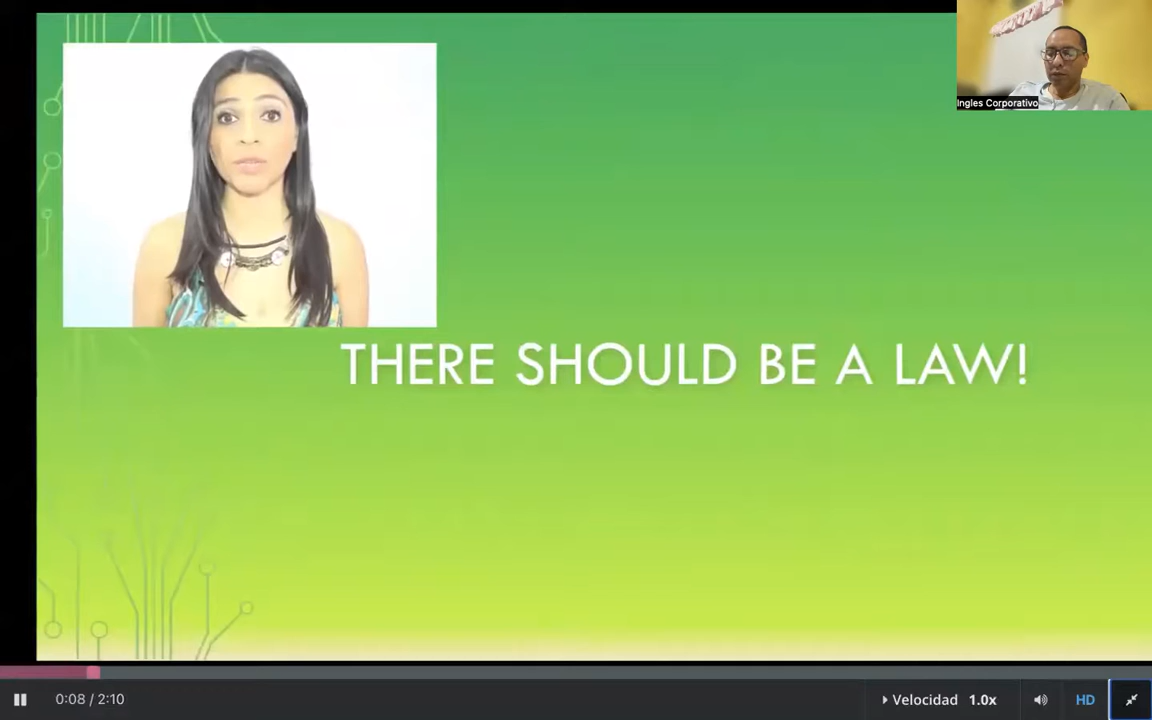 Ingles Corporativo
THERE SHOULD BE A LAW!
0:08 / 2:10
Velocidad 1.0x
HD